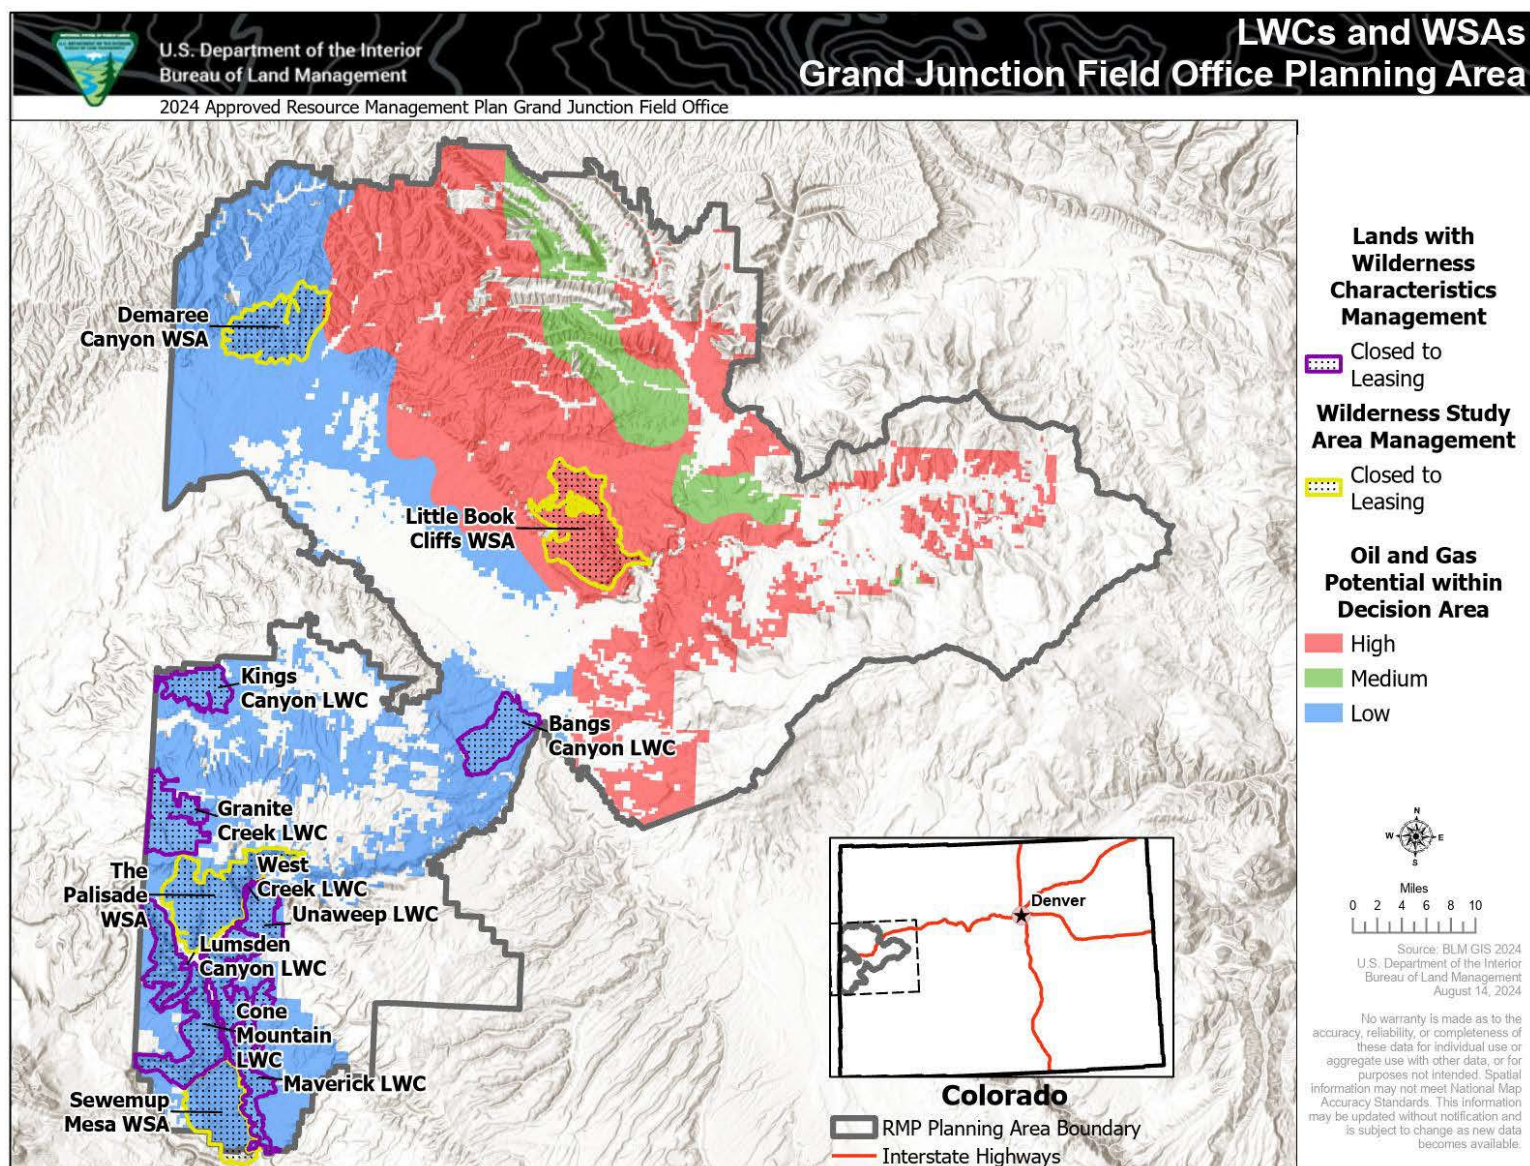 LWCs and WSAs
Grand Junction Field Office Planning Area
U.S. Department of the Interior
Bureau of Land Management
2024 Approved Resource Management Plan Grand Junction Field Office
Demaree
Canyon WSA
Little Book
Cliffs WSA
Kings
Canyon LWC
Bangs
Canyon LWC
Granite
Creek LWC
The
Palisade
WSA
West
Creek LWC
Unaweep LWC
Lumsden
Canyon LWC
Cone
Mountain
LWC
Maverick LWC
Sewemup
Mesa WSA
Lands with
Wilderness
Characteristics
Management
Closed to
Leasing
Wilderness Study
Area Management
Closed to
Leasing
Oil and Gas
Potential within
Decision Area
High
Medium
Low
N
W
E
S
Miles
0 2 4 6 8 10
Source: BLM GIS 2024
U.S. Department of the Interior
Bureau of Land Management
August 14, 2024
No warranty is made as to the
accuracy, reliability, or completeness of
these data for individual use or
aggregate use with other data, or for
purposes not intended. Spatial
information may not meet National Map
Accuracy Standards. This information
may be updated without notification and
is subject to change as new data
becomes available.
Denver
Colorado
RMP Planning Area Boundary
Interstate Highways